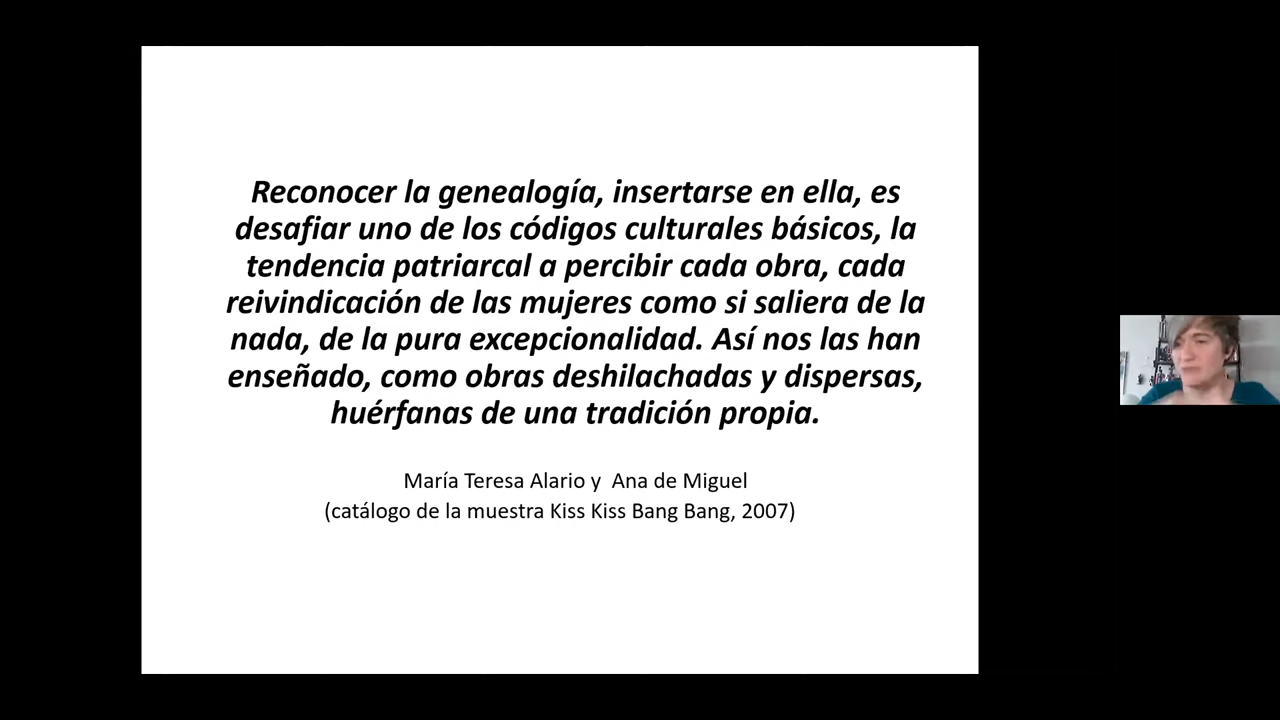 Reconocer la genealogía, insertarse en ella, es
desafiar uno de los códigos culturales básicos, la
tendencia patriarcal a percibir cada obra, cada
reivindicación de las mujeres como si saliera de la
nada, de la pura excepcionalidad. Así nos las han
enseñado, como obras deshilachadas y dispersas,
huérfanas de una tradición propia.
María Teresa Alario y  Ana de Miguel
(catálogo de la muestra Kiss Kiss Bang Bang, 2007)